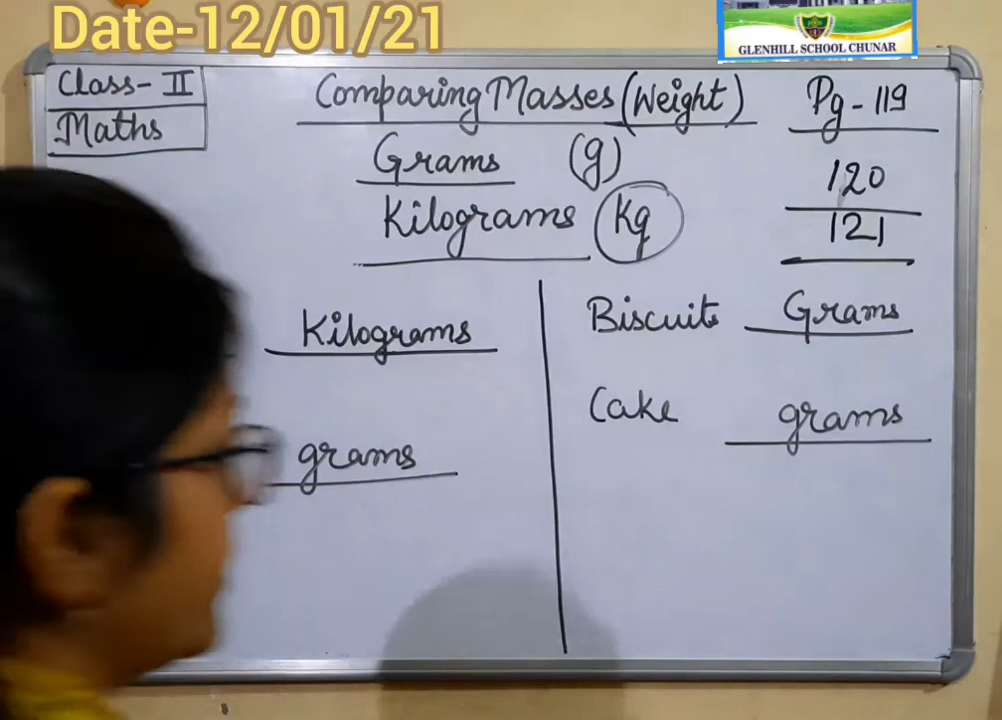 Date-12/01/21
GLENHILL SCHOOL CHUNAR
Class- II
Maths
Comparing Masses (Weight)
Pg - 119
120
121
Grams (g)
Kilograms Kg
Kilograms
grams
Biscuits Grams
Cake grams